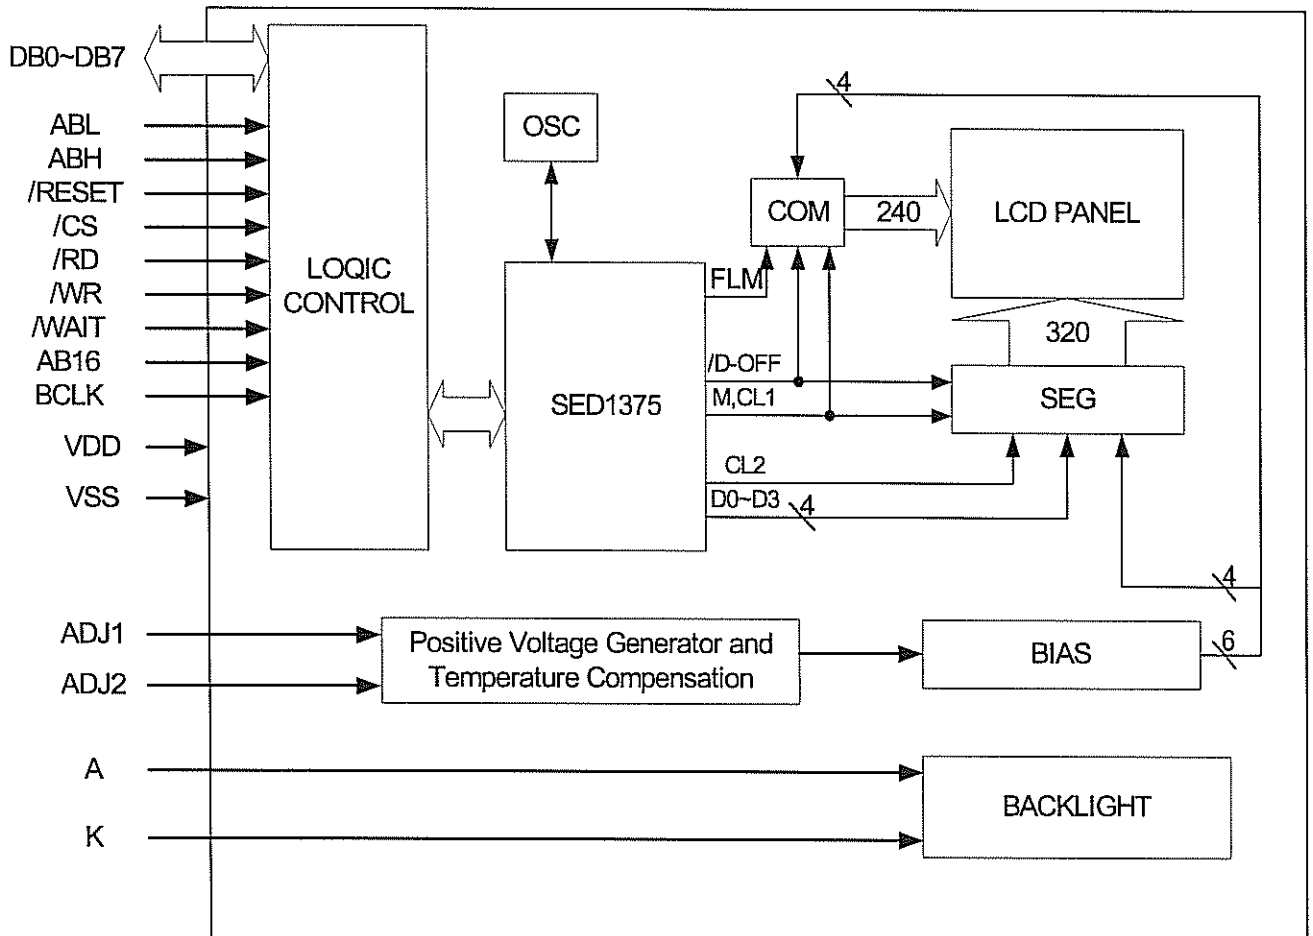 DB0~DB7
ABL
ABH
/RESET
/CS
/RD
/WR
/WAIT
AB16
BCLK
VDD
VSS
LOQIC
CONTROL
OSC
SED1375
FLM
/D-OFF
M,CL1
CL2
D0~D3
4
4
COM
240
LCD PANEL
320
SEG
4
6
ADJ1
ADJ2
Positive Voltage Generator and
Temperature Compensation
BIAS
A
K
BACKLIGHT